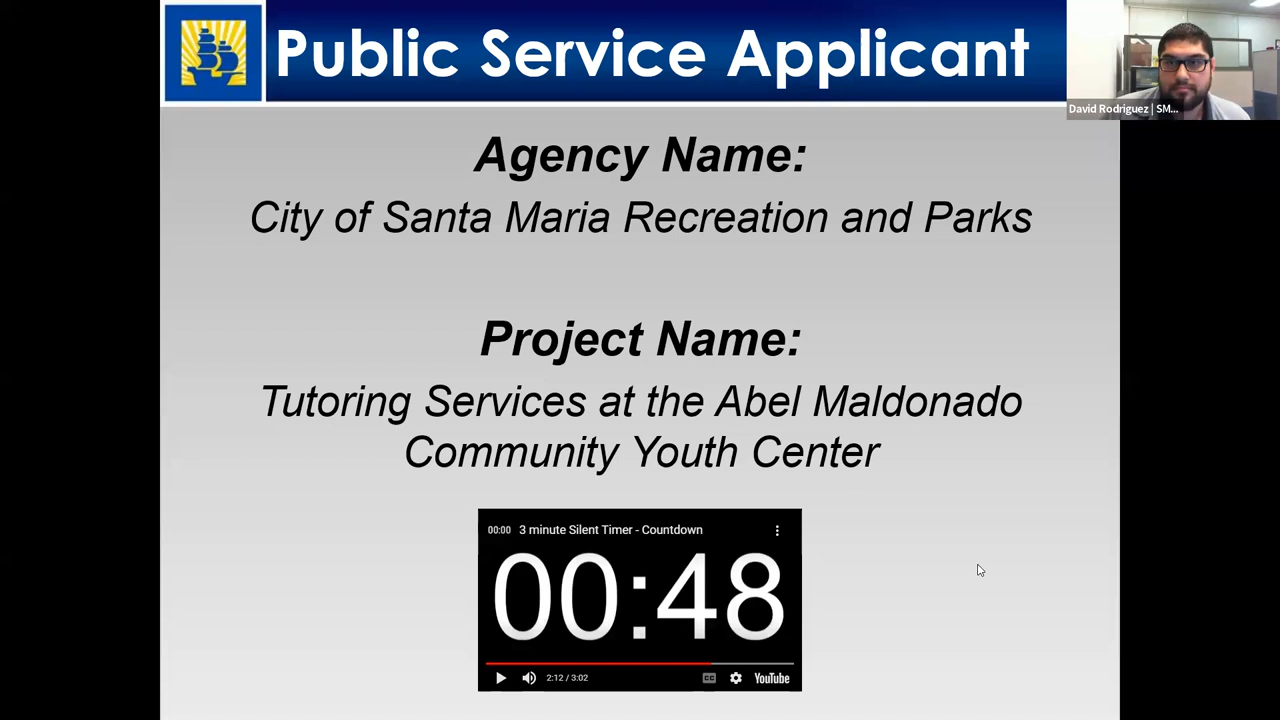 Public Service Applicant
David Rodriguez | SM...
Agency Name:
City of Santa Maria Recreation and Parks
Project Name:
Tutoring Services at the Abel Maldonado
Community Youth Center
00:00 3 minute Silent Timer - Countdown
00:48
2:12 / 3:02
CC
YouTube